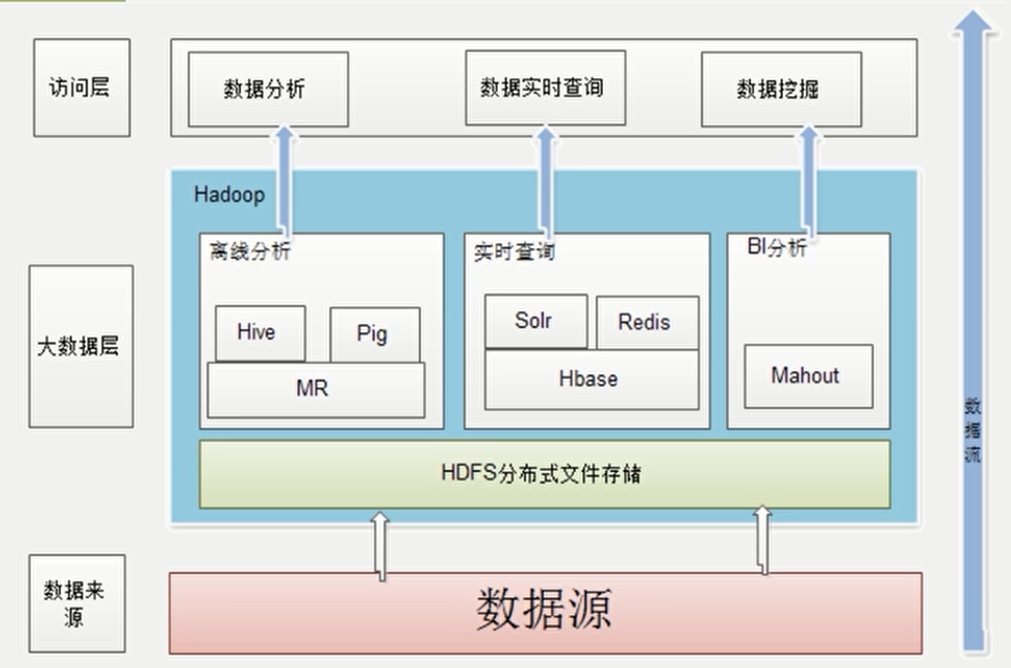 访问层
数据分析
数据实时查询
数据挖掘
Hadoop
大数据层
离线分析
Hive
Pig
MR
实时查询
Solr
Redis
Hbase
BI分析
Mahout
HDFS分布式文件存储
数据来
源
数据源
数
据
流